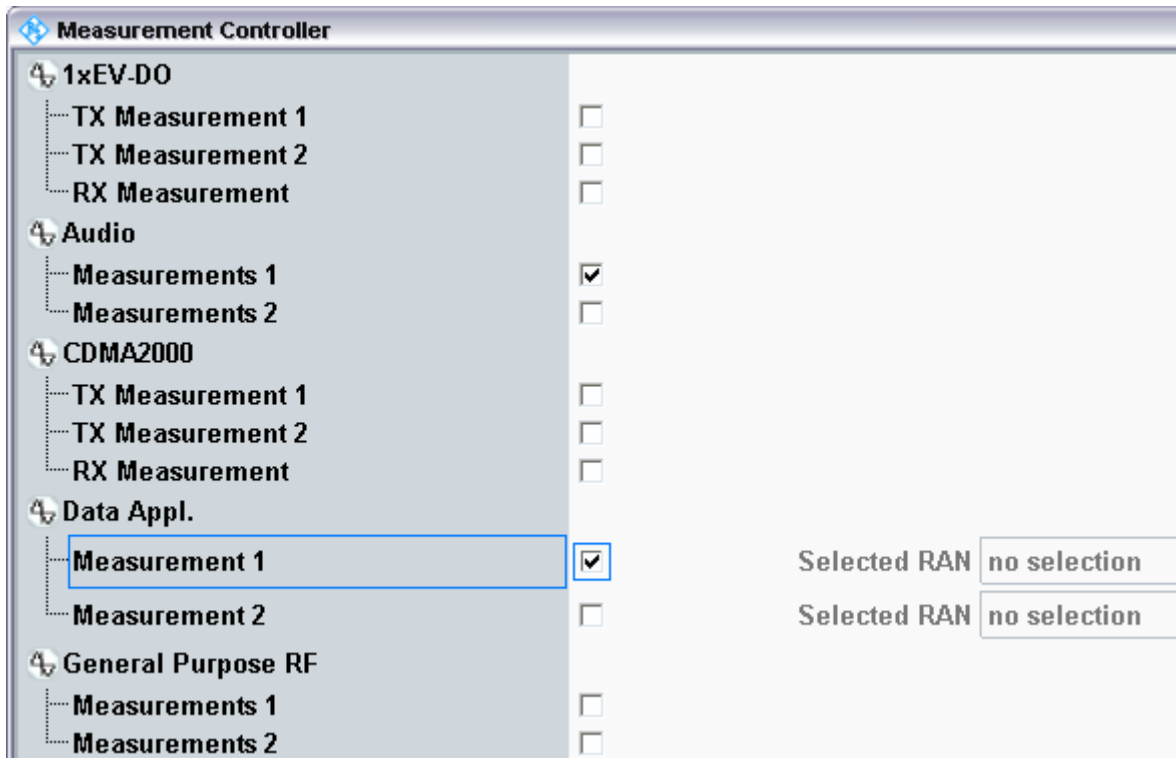 Measurement Controller
1xEV-DO
TX Measurement 1
TX Measurement 2
RX Measurement
Audio
Measurements 1
Measurements 2
CDMA2000
TX Measurement 1
TX Measurement 2
RX Measurement
Data Appl.
Measurement 1 Selected RAN no selection
Measurement 2 Selected RAN no selection
General Purpose RF
Measurements 1
Measurements 2